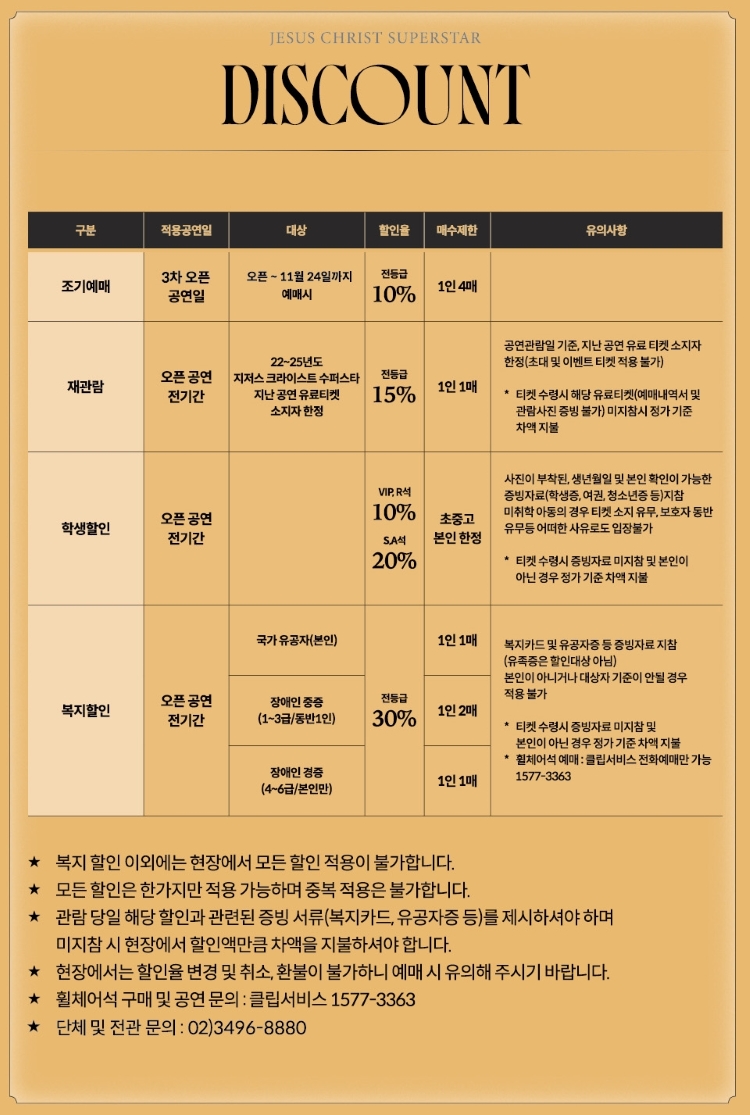 JESUS CHRIST SUPERSTAR
DISCOUNT
구분 적용공연일 대상 할인율 매수제한 유의사항
조기예매
3차 오픈
공연일
오픈 ~ 11월 24일까지
예매시
전등급
10%
1인 4매
재관람
오픈 공연
전기간
22~25년도
지저스 크라이스트 수퍼스타
지난 공연 유료티켓
소지자 한정
전등급
15%
1인 1매
공연관람일 기준, 지난 공연 유료 티켓 소지자
한정(초대 및 이벤트 티켓 적용 불가)
* 티켓 수령시 해당 유료티켓(예매내역서 및
관람사진 증빙 불가) 미지참시 정가 기준
차액 지불
학생할인
오픈 공연
전기간
VIP, R석
10%
S,A석
20%
초중고
본인 한정
사진이 부착된, 생년월일 및 본인 확인이 가능한
증빙자료(학생증, 여권, 청소년증 등)지참
미취학 아동의 경우 티켓 소지 유무, 보호자 동반
유무등 어떠한 사유로도 입장불가
* 티켓 수령시 증빙자료 미지참 및 본인이
아닌 경우 정가 기준 차액 지불
복지할인
오픈 공연
전기간
국가 유공자(본인)
장애인 중증
(1~3급/동반1인)
장애인 경증
(4~6급/본인만)
전등급
30%
1인 1매
1인 2매
1인 1매
복지카드 및 유공자증 등 증빙자료 지참
(유족증은 할인대상 아님)
본인이 아니거나 대상자 기준이 안될 경우
적용 불가
* 티켓 수령시 증빙자료 미지참 및
본인이 아닌 경우 정가 기준 차액 지불
* 휠체어석 예매 : 클립서비스 전화예매만 가능
1577-3363
★ 복지 할인 이외에는 현장에서 모든 할인 적용이 불가합니다.
★ 모든 할인은 한가지만 적용 가능하며 중복 적용은 불가합니다.
★ 관람 당일 해당 할인과 관련된 증빙 서류(복지카드, 유공자증 등)를 제시하셔야 하며
미지참 시 현장에서 할인액만큼 차액을 지불하셔야 합니다.
★ 현장에서는 할인율 변경 및 취소, 환불이 불가하니 예매 시 유의해 주시기 바랍니다.
★ 휠체어석 구매 및 공연 문의 : 클립서비스 1577-3363
★ 단체 및 전관 문의 : 02)3496-8880